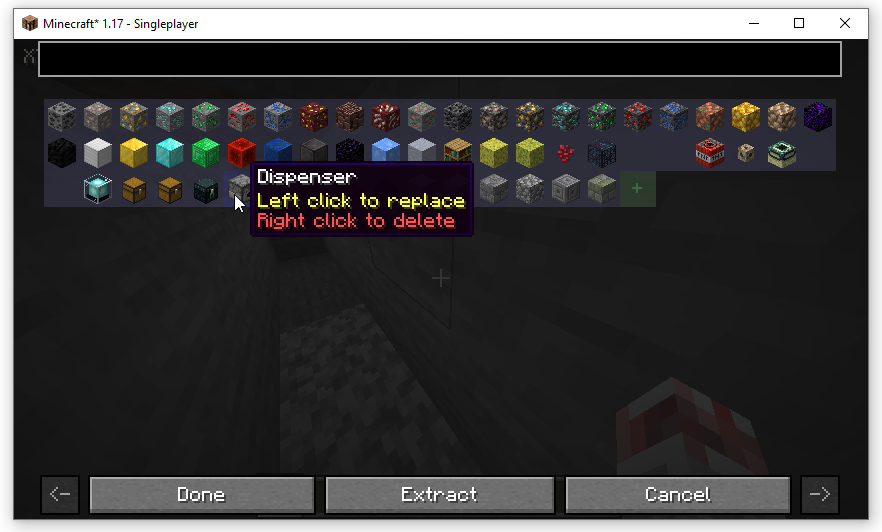 Minecraft* 1.17 - Singleplayer
Dispenser
Left click to replace
Right click to delete
+
<-
Done
Extract
Cancel
->